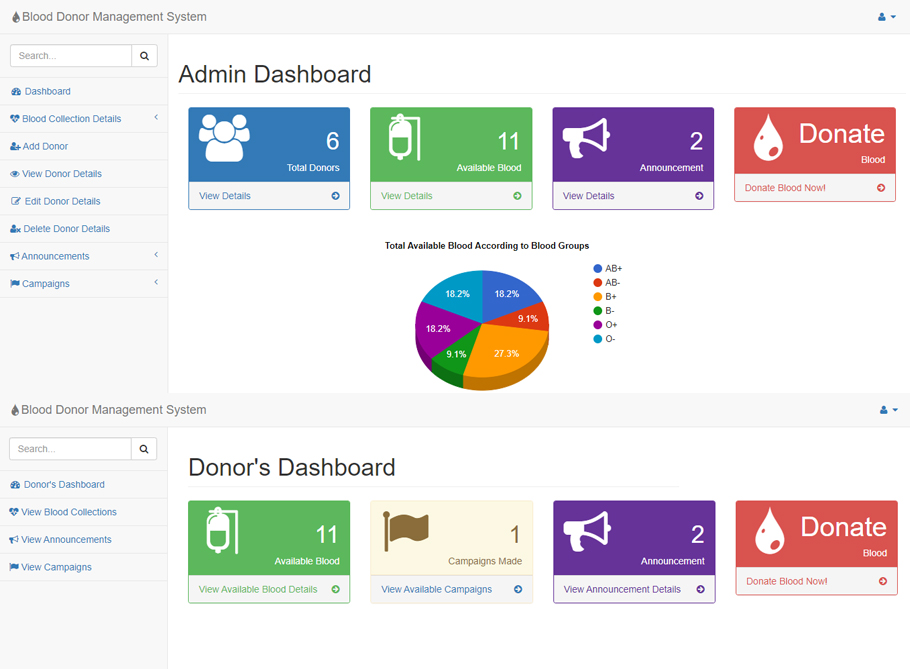 Blood Donor Management System
Search...
Dashboard
Blood Collection Details
Add Donor
View Donor Details
Edit Donor Details
Delete Donor Details
Announcements
Campaigns
Admin Dashboard
6
Total Donors
View Details
11
Available Blood
View Details
2
Announcement
View Details
Donate
Blood
Donate Blood Now!
Total Available Blood According to Blood Groups
18.2%
18.2%
9.1%
27.3%
9.1%
18.2%
AB+
AB-
B+
B-
O+
O-
Blood Donor Management System
Search...
Donor's Dashboard
View Blood Collections
View Announcements
View Campaigns
Donor's Dashboard
11
Available Blood
View Available Blood Details
1
Campaigns Made
View Available Campaigns
2
Announcement
View Announcement Details
Donate
Blood
Donate Blood Now!